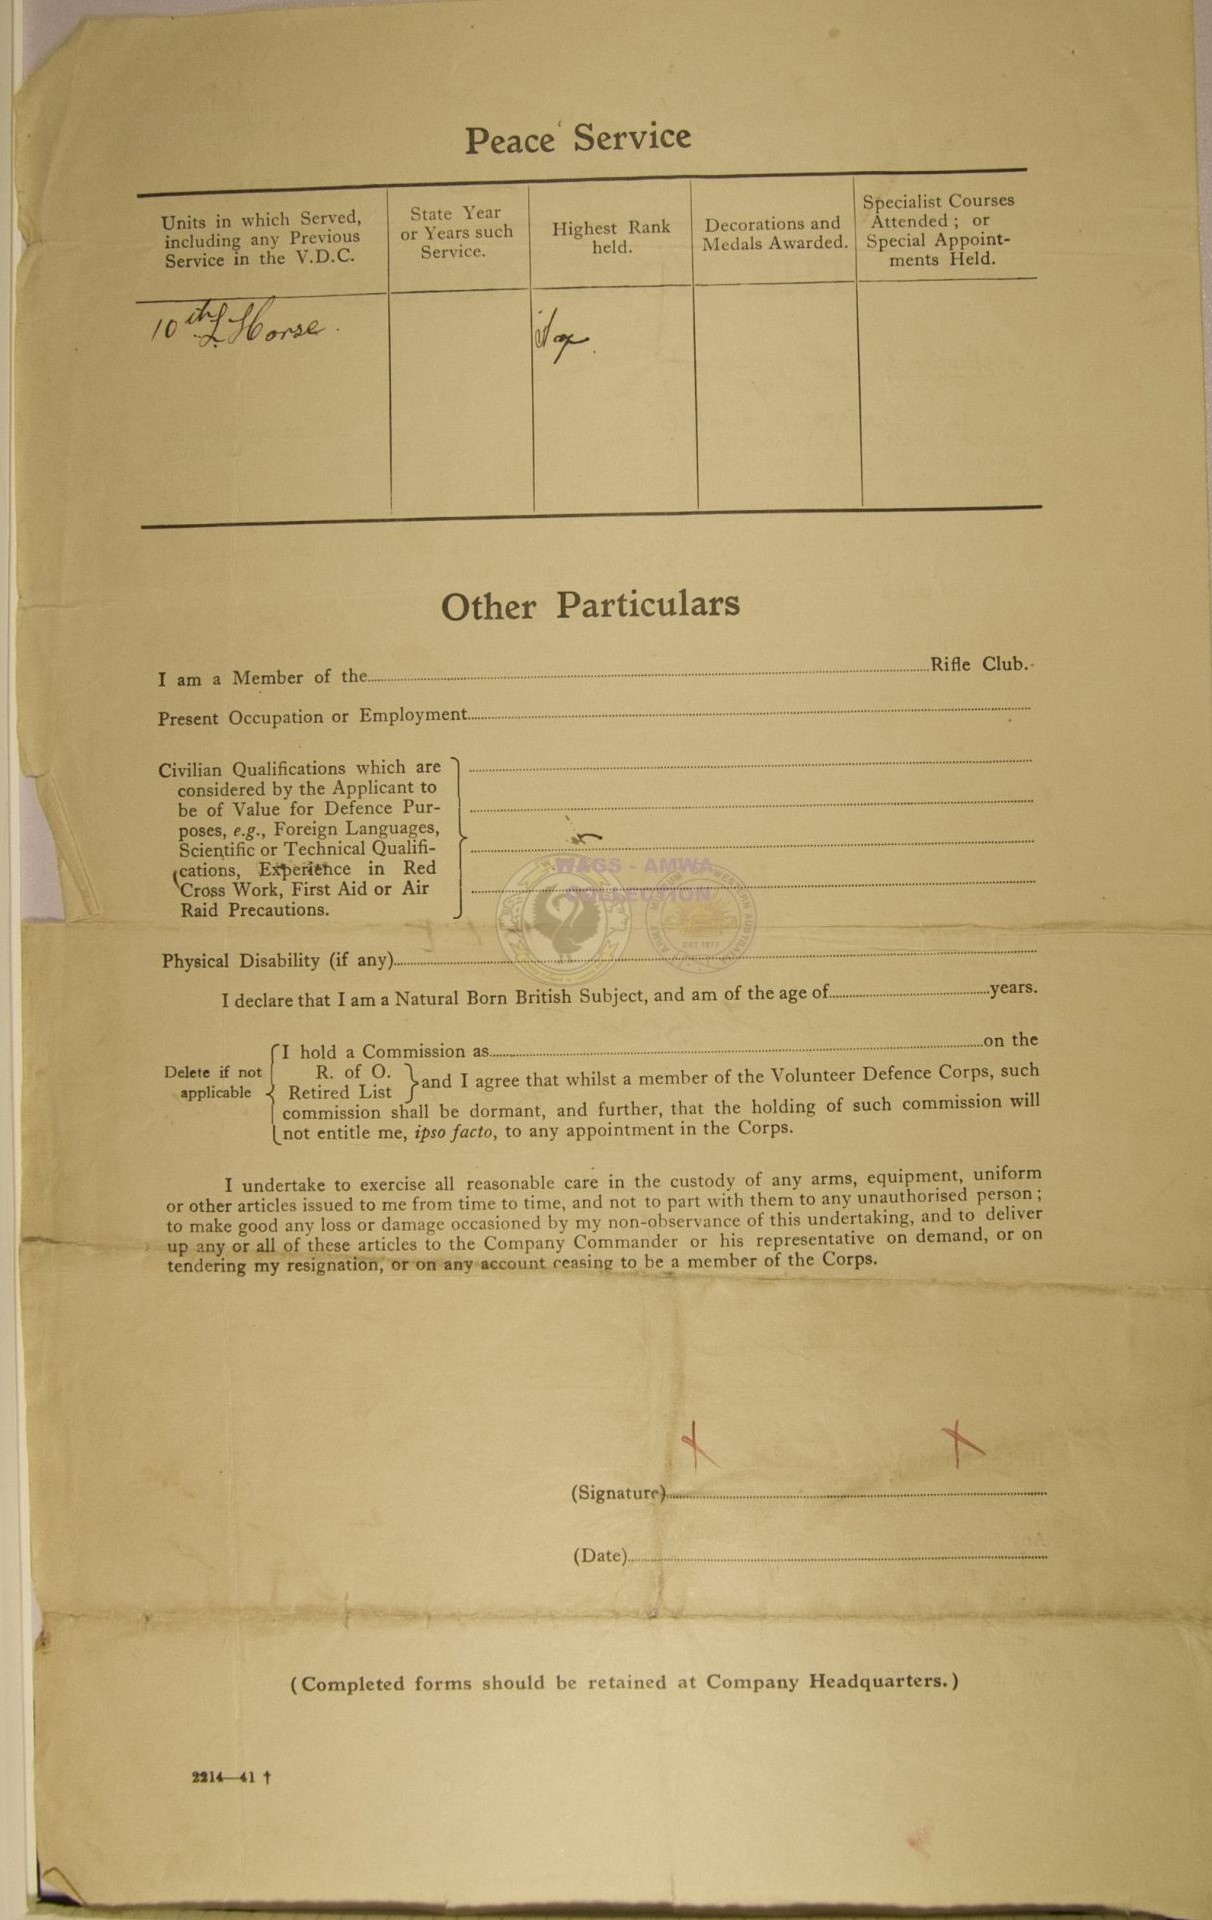 Peace Service
Units in which Served,
including any Previous
Service in the V.D.C.
State Year
or Years such
Service.
Highest Rank
held.
Decorations and
Medals Awarded.
Specialist Courses
Attended; or
Special Appoint-
ments Held.
10th L Horse.
Other Particulars
I am a Member of the Rifle Club.
Present Occupation or Employment
Civilian Qualifications which are
considered by the Applicant to
be of Value for Defence Pur-
poses, e.g., Foreign Languages,
Scientific or Technical Qualifi-
cations, Experience in Red
Cross Work, First Aid or Air
Raid Precautions.
WAGS - AMWA
COLLECTION
Physical Disability (if any)
I declare that I am a Natural Born British Subject, and am of the age of years.
Delete if not
applicable
I hold a Commission as on the
R. of O.
Retired List
and I agree that whilst a member of the Volunteer Defence Corps, such
commission shall be dormant, and further, that the holding of such commission will
not entitle me, ipso facto, to any appointment in the Corps.
I undertake to exercise all reasonable care in the custody of any arms, equipment, uniform
or other articles issued to me from time to time, and not to part with them to any unauthorised person;
to make good any loss or damage occasioned by my non-observance of this undertaking, and to deliver
up any or all of these articles to the Company Commander or his representative on demand, or on
tendering my resignation, or on any account ceasing to be a member of the Corps.
X X
(Signature)
(Date)
(Completed forms should be retained at Company Headquarters.)
2214—41 †